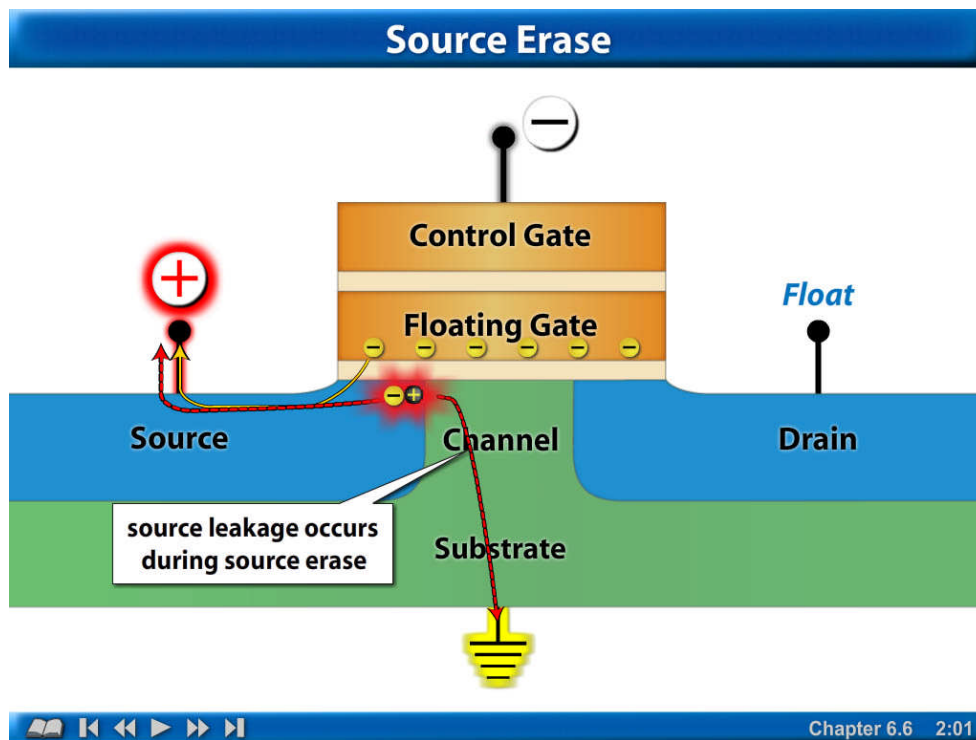 Source Erase
−
Control Gate
+
Float
Floating Gate
− − − − − −
− +
Source
Channel
Drain
source leakage occurs
during source erase
Substrate
Chapter 6.6 2:01